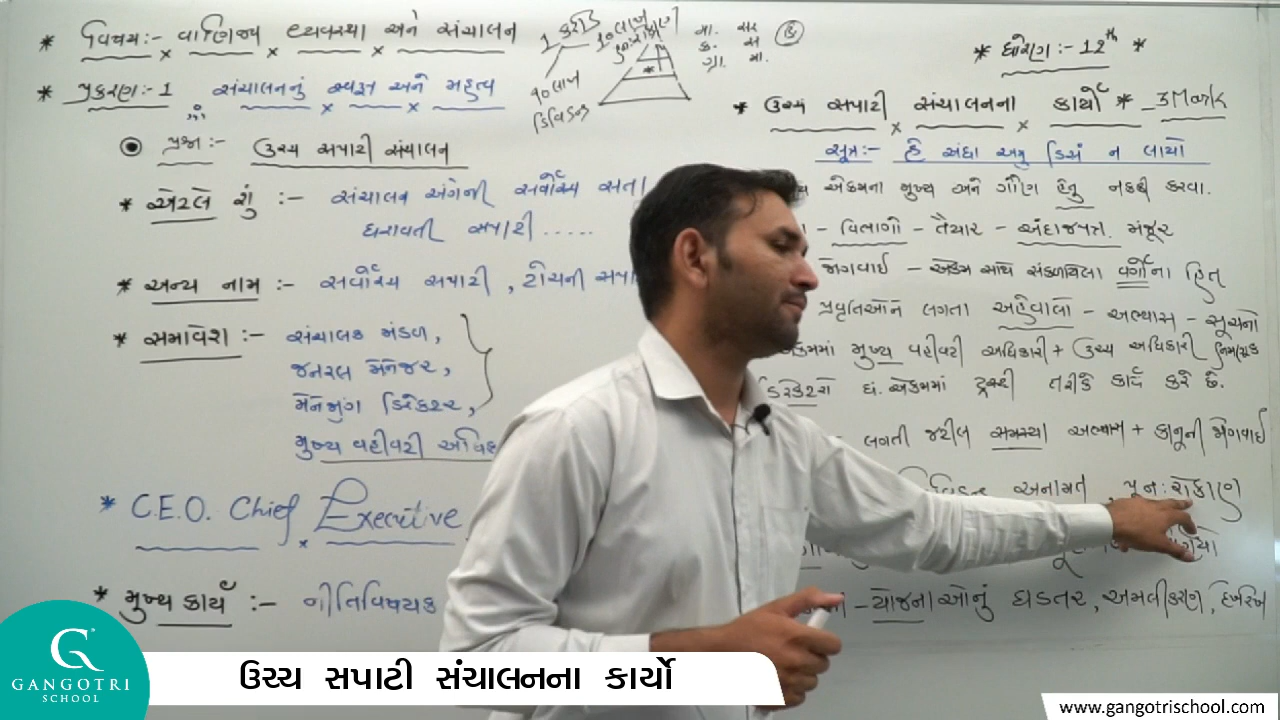 * વિષય:- વાણિજ્ય વ્યવસ્થા અને સંચાલન
* પ્રકરણ:- 1 સંચાલનનું સ્વરૂપ અને મહત્વ
પ્રશ્ન:- ઉચ્ચ સપાટી સંચાલન
* એટલે શું :- સંચાલન અંગેની સર્વોચ્ચ સત્તા
ધરાવતી સપાટી .....
* અન્ય નામ :- સર્વોચ્ચ સપાટી, ટોચની
* સમાવેશ :- સંચાલક મંડળ,
જનરલ મેનેજર,
મેનેજીંગ ડિરેક્ટર,
મુખ્ય વહીવટી
* C.E.O. Chief Executive
* મુખ્ય કાર્ય :- નીતિવિષયક
1 કરોડ
૧૦ લાખ
ડિવિડન્ડ
* ધોરણ:- 12th *
* ઉચ્ચ સપાટી સંચાલનના કાર્યો * 3 Mark
સૂત્ર:- હે અંધા અમુ ડિસં ન લાયો
એકમના મુખ્ય અને ગૌણ હેતુ નક્કી કરવા.
- વિભાગો - તૈયાર - અંદાજપત્ર મંજૂર
જોગવાઈ - એકમ સાથે સંકળાયેલા વર્ગોના હિત
પ્રવૃતિઓને લગતા અહેવાલો - અભ્યાસ - સૂચનો
એકમમાં મુખ્ય વહીવટી અધિકારી + ઉચ્ચ અધિકારી નિમણૂક
ડિરેક્ટરો ધં. એકમમાં ટ્રસ્ટી તરીકે કાર્ય કરે છે.
- લગતી જટીલ સમસ્યા અભ્યાસ + કાનૂની જોગવાઈ
અનામત, પુન: રોકાણ
- યોજનાઓનું ઘડતર, અમલીકરણ, દેખરેખ
GANGOTRI
SCHOOL
ઉચ્ચ સપાટી સંચાલનના કાર્યો
www.gangotrischool.com